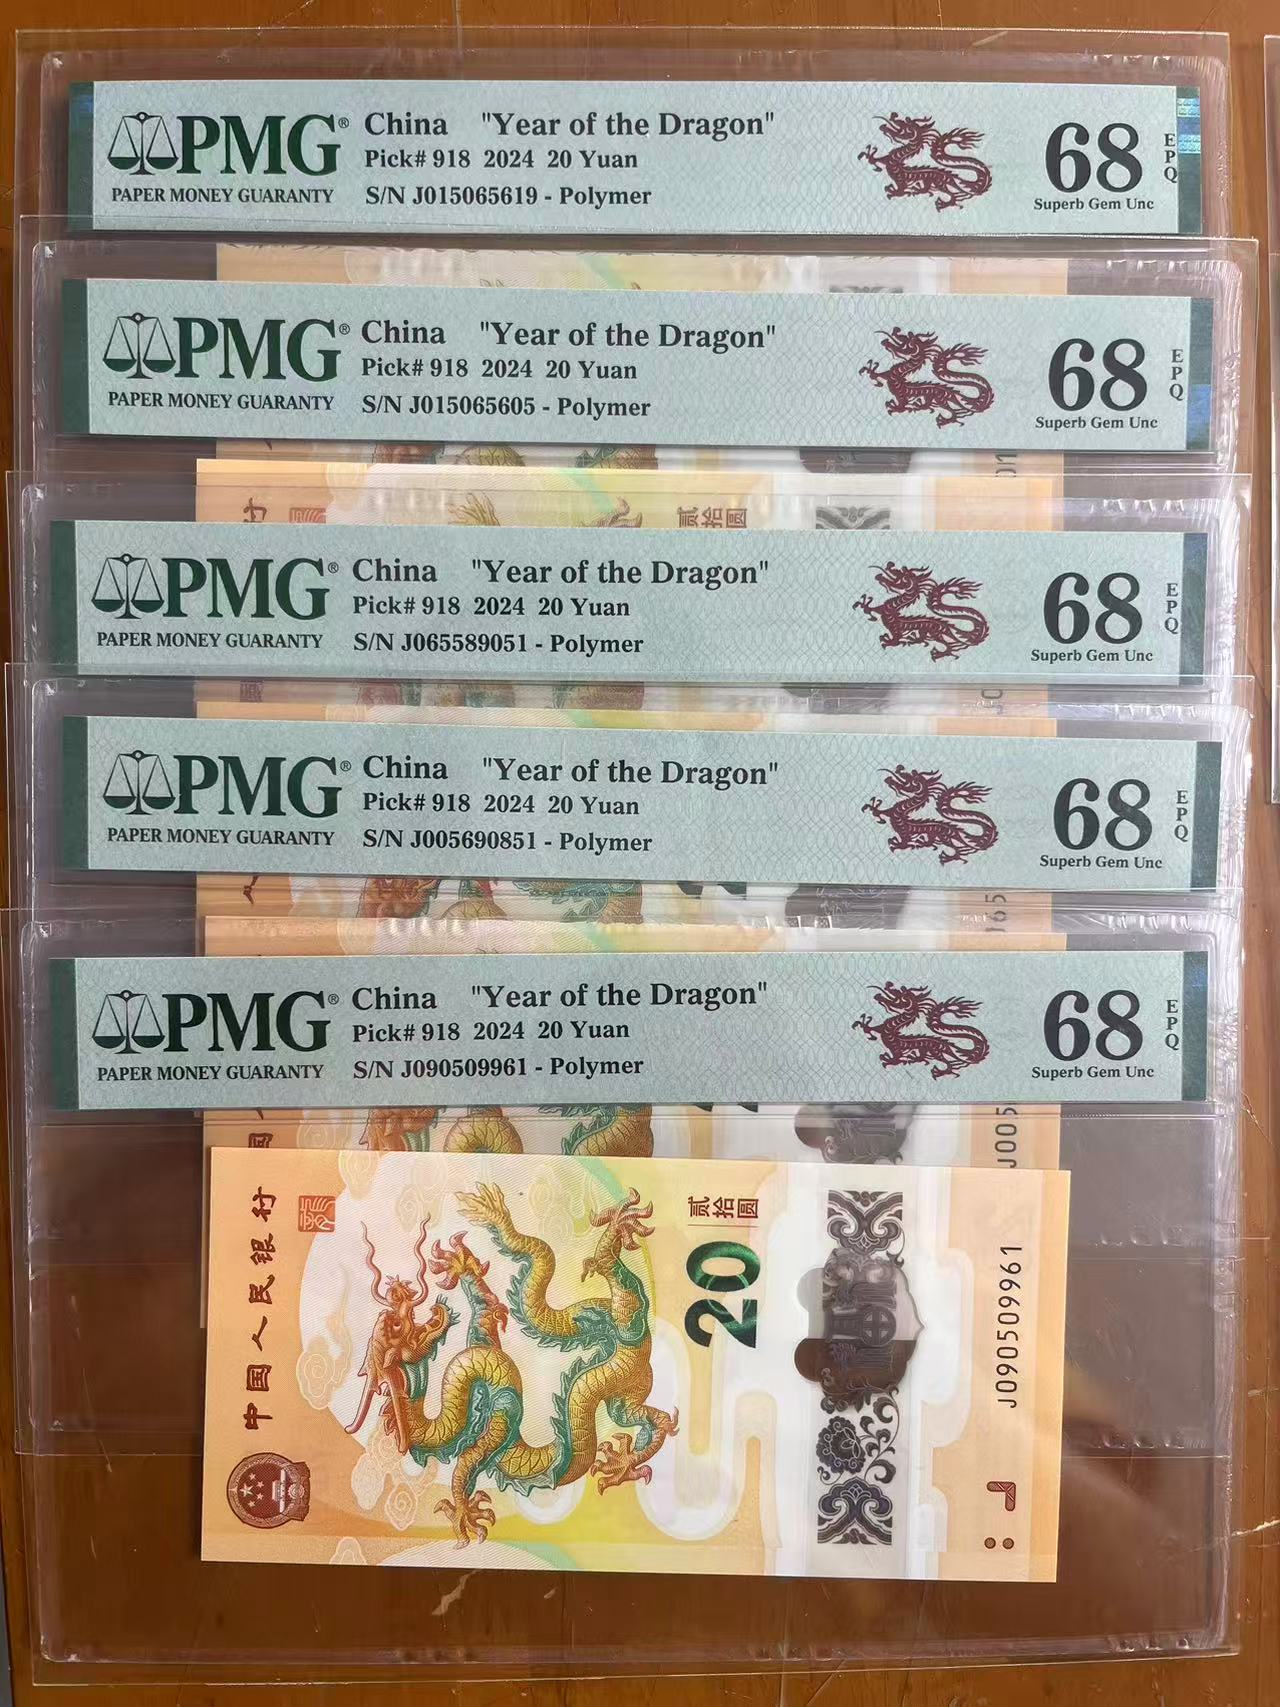 PMG®
PAPER MONEY GUARANTY
China "Year of the Dragon"
Pick# 918 2024 20 Yuan
S/N J015065619 - Polymer
68
Superb Gem Unc
EPQ
PMG®
PAPER MONEY GUARANTY
China "Year of the Dragon"
Pick# 918 2024 20 Yuan
S/N J015065605 - Polymer
68
Superb Gem Unc
EPQ
行
贰拾圆
PMG®
PAPER MONEY GUARANTY
China "Year of the Dragon"
Pick# 918 2024 20 Yuan
S/N J065589051 - Polymer
68
Superb Gem Unc
EPQ
PMG®
PAPER MONEY GUARANTY
China "Year of the Dragon"
Pick# 918 2024 20 Yuan
S/N J005690851 - Polymer
68
Superb Gem Unc
EPQ
PMG®
PAPER MONEY GUARANTY
China "Year of the Dragon"
Pick# 918 2024 20 Yuan
S/N J090509961 - Polymer
68
Superb Gem Unc
EPQ
J005
中国人民银行
贰拾圆
20
J090509961